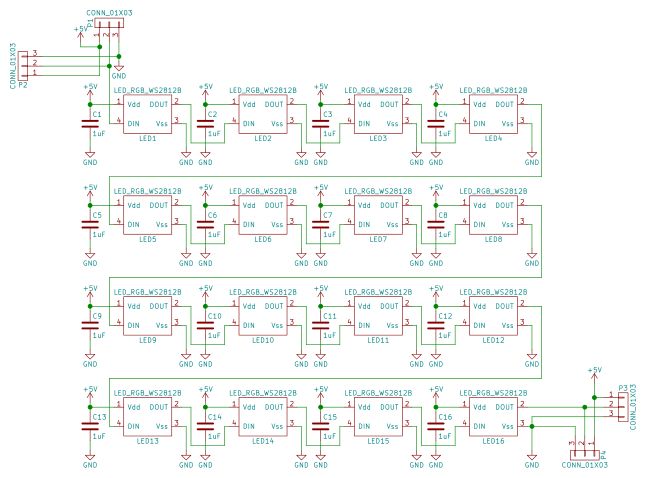 CONN_01X03
P1
+5V
1 2 3
GND
CONN_01X03
3
2
1
P2
LED_RGB_WS2812B LED_RGB_WS2812B LED_RGB_WS2812B LED_RGB_WS2812B
+5V +5V +5V +5V
1 Vdd DOUT 2 1 Vdd DOUT 2 1 Vdd DOUT 2 1 Vdd DOUT 2
C1 C2 C3 C4
4 DIN Vss 3 4 DIN Vss 3 4 DIN Vss 3 4 DIN Vss 3
1uF 1uF 1uF 1uF
LED1 LED2 LED3 LED4
GND GND GND GND GND GND GND GND
LED_RGB_WS2812B LED_RGB_WS2812B LED_RGB_WS2812B LED_RGB_WS2812B
+5V +5V +5V +5V
1 Vdd DOUT 2 1 Vdd DOUT 2 1 Vdd DOUT 2 1 Vdd DOUT 2
C5 C6 C7 C8
4 DIN Vss 3 4 DIN Vss 3 4 DIN Vss 3 4 DIN Vss 3
1uF 1uF 1uF 1uF
LED5 LED6 LED7 LED8
GND GND GND GND GND GND GND GND
LED_RGB_WS2812B LED_RGB_WS2812B LED_RGB_WS2812B LED_RGB_WS2812B
+5V +5V +5V +5V
1 Vdd DOUT 2 1 Vdd DOUT 2 1 Vdd DOUT 2 1 Vdd DOUT 2
C9 C10 C11 C12
4 DIN Vss 3 4 DIN Vss 3 4 DIN Vss 3 4 DIN Vss 3
1uF 1uF 1uF 1uF
LED9 LED10 LED11 LED12
GND GND GND GND GND GND GND GND
LED_RGB_WS2812B LED_RGB_WS2812B LED_RGB_WS2812B LED_RGB_WS2812B
+5V +5V +5V +5V
1 Vdd DOUT 2 1 Vdd DOUT 2 1 Vdd DOUT 2 1 Vdd DOUT 2
C13 C14 C15 C16
4 DIN Vss 3 4 DIN Vss 3 4 DIN Vss 3 4 DIN Vss 3
1uF 1uF 1uF 1uF
LED13 LED14 LED15 LED16
GND GND GND GND GND GND GND GND
+5V
P3
1
2
3
CONN_01X03
3 2 1
P4
CONN_01X03